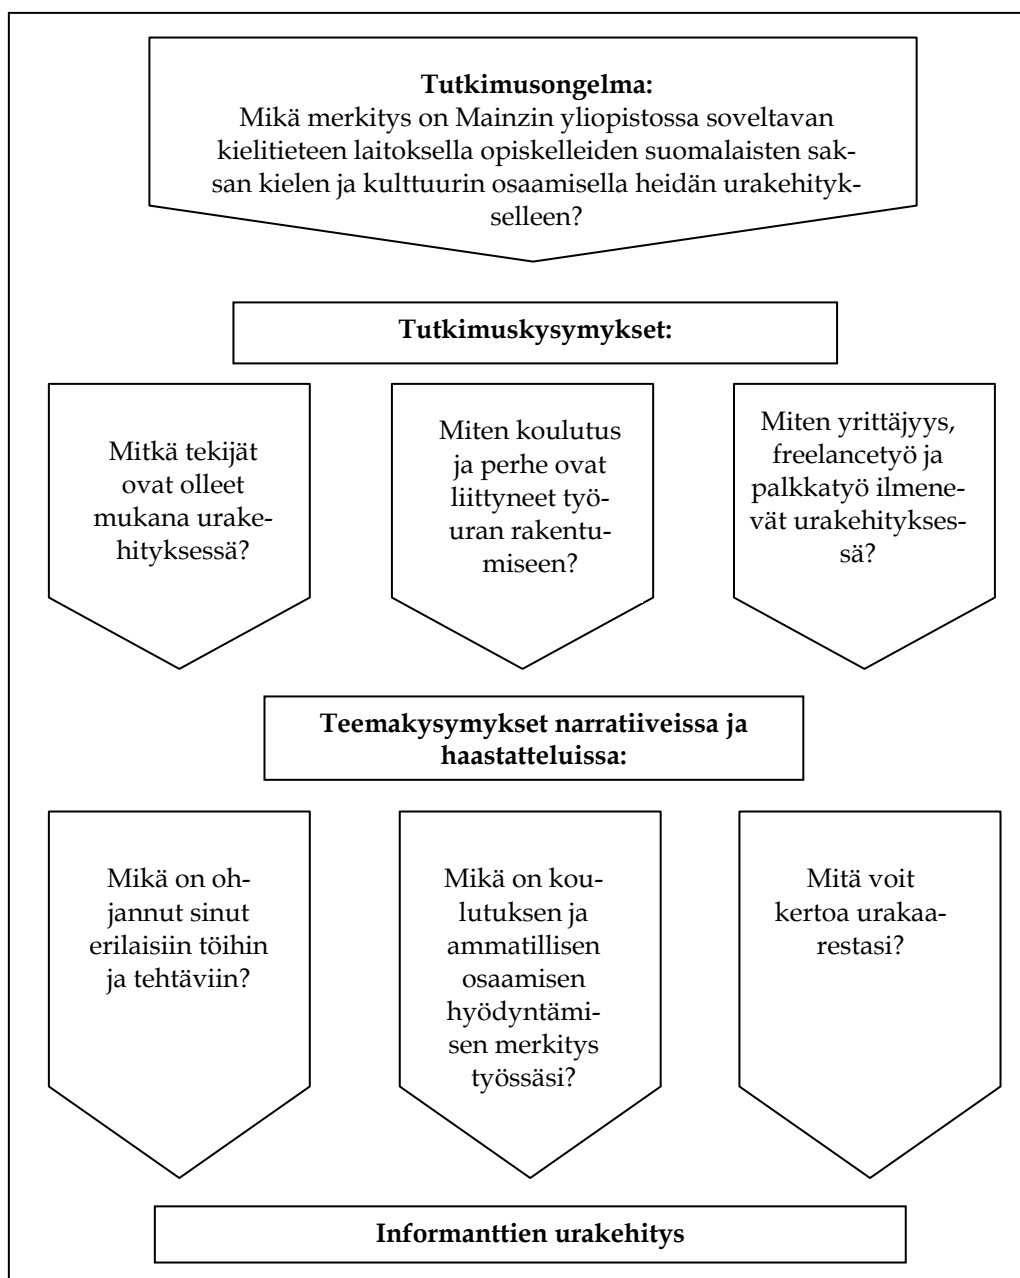 Tutkimusongelma:
Mikä merkitys on Mainzin yliopistossa soveltavan
kielitieteen laitoksella opiskelleiden suomalaisten sak-
san kielen ja kulttuurin osaamisella heidän urakehityk-
selleen?
Tutkimuskysymykset:
Mitkä tekijät
ovat olleet
mukana urake-
hityksessä?
Miten koulutus
ja perhe ovat
liittyneet työ-
uran rakentu-
miseen?
Miten yrittäjyys,
freelancetyö ja
palkkatyö ilmene-
vät urakehitykses-
sä?
Teemakysymykset narratiiveissa ja
haastatteluissa:
Mikä on oh-
jannut sinut
erilaisiin töihin
ja tehtäviin?
Mikä on kou-
lutuksen ja
ammatillisen
osaamisen
hyödyntämi-
sen merkitys
työssäsi?
Mitä voit
kertoa urakaa-
restasi?
Informanttien urakehitys